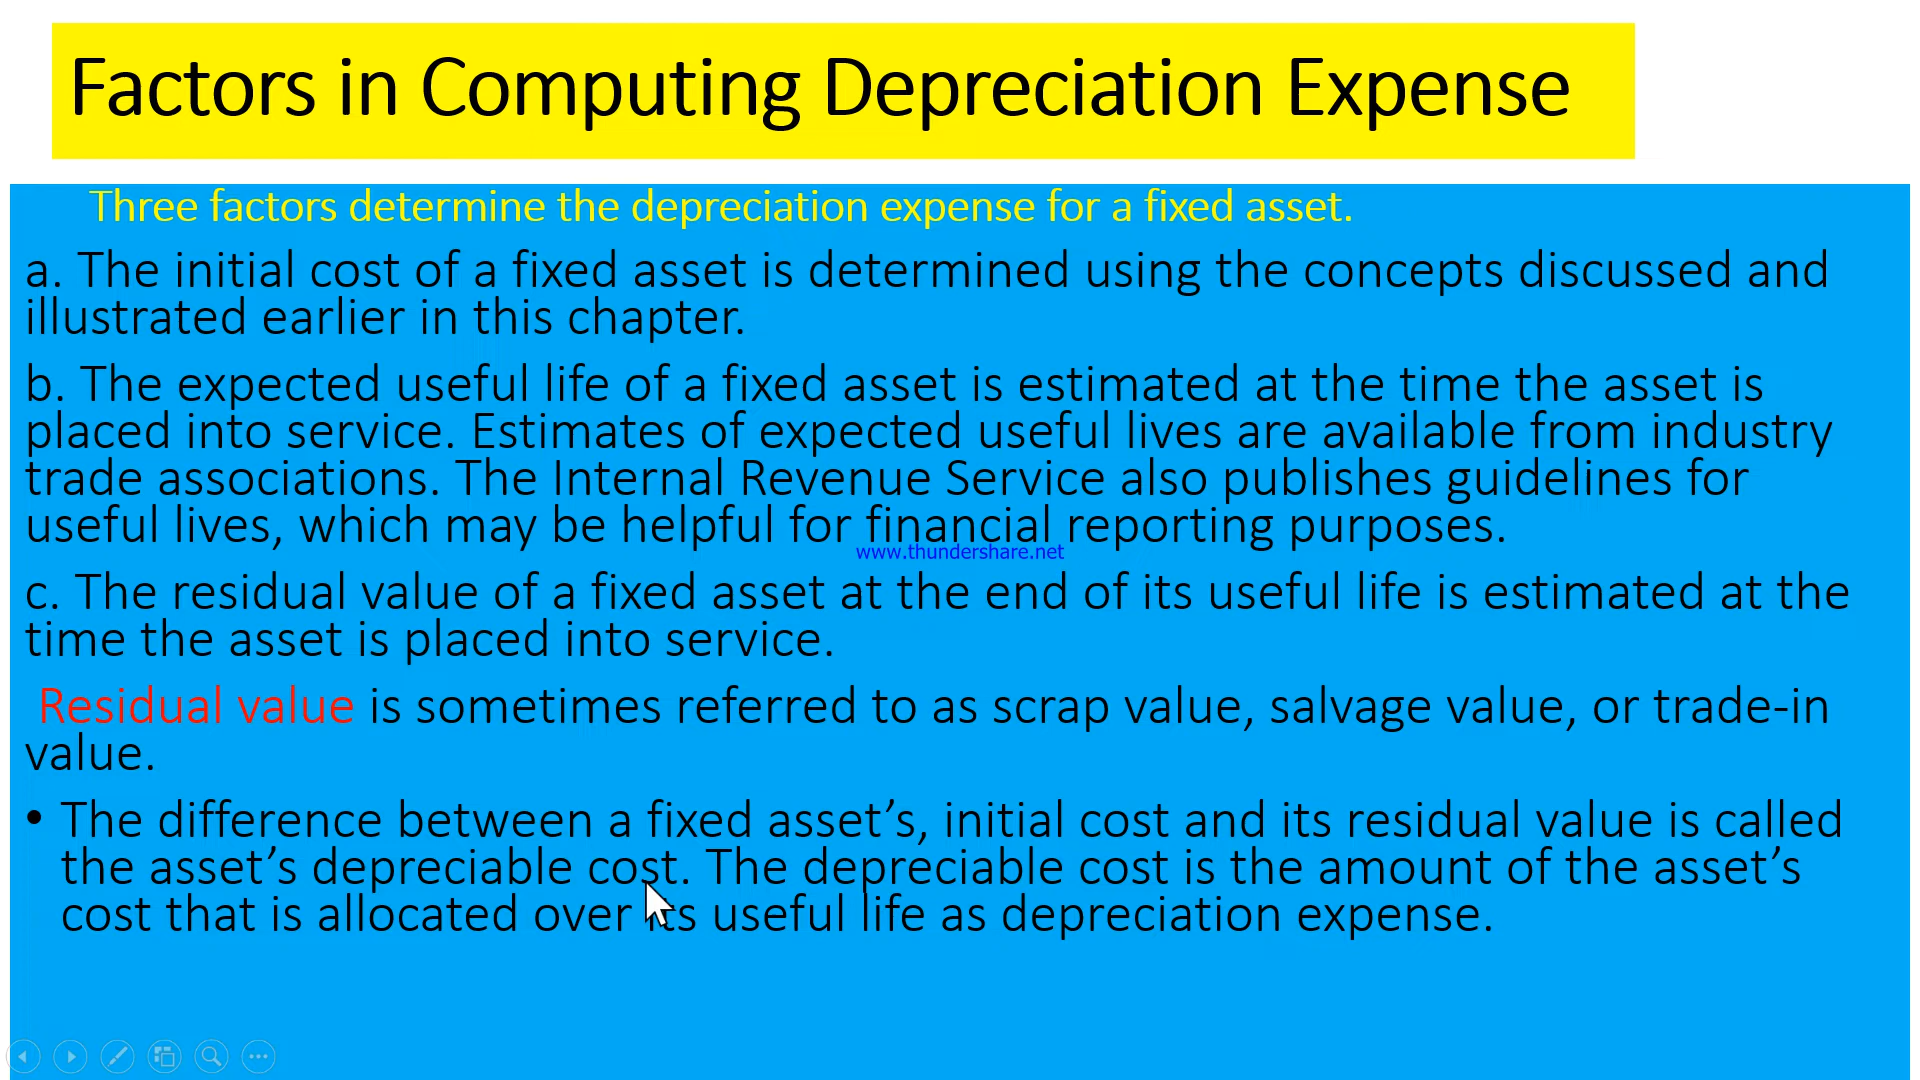 Factors in Computing Depreciation Expense
Three factors determine the depreciation expense for a fixed asset.
a. The initial cost of a fixed asset is determined using the concepts discussed and
illustrated earlier in this chapter.
b. The expected useful life of a fixed asset is estimated at the time the asset is
placed into service. Estimates of expected useful lives are available from industry
trade associations. The Internal Revenue Service also publishes guidelines for
useful lives, which may be helpful for financial reporting purposes.
www.thundershare.net
c. The residual value of a fixed asset at the end of its useful life is estimated at the
time the asset is placed into service.
Residual value is sometimes referred to as scrap value, salvage value, or trade-in
value.
• The difference between a fixed asset’s, initial cost and its residual value is called
the asset’s depreciable cost. The depreciable cost is the amount of the asset’s
cost that is allocated over its useful life as depreciation expense.